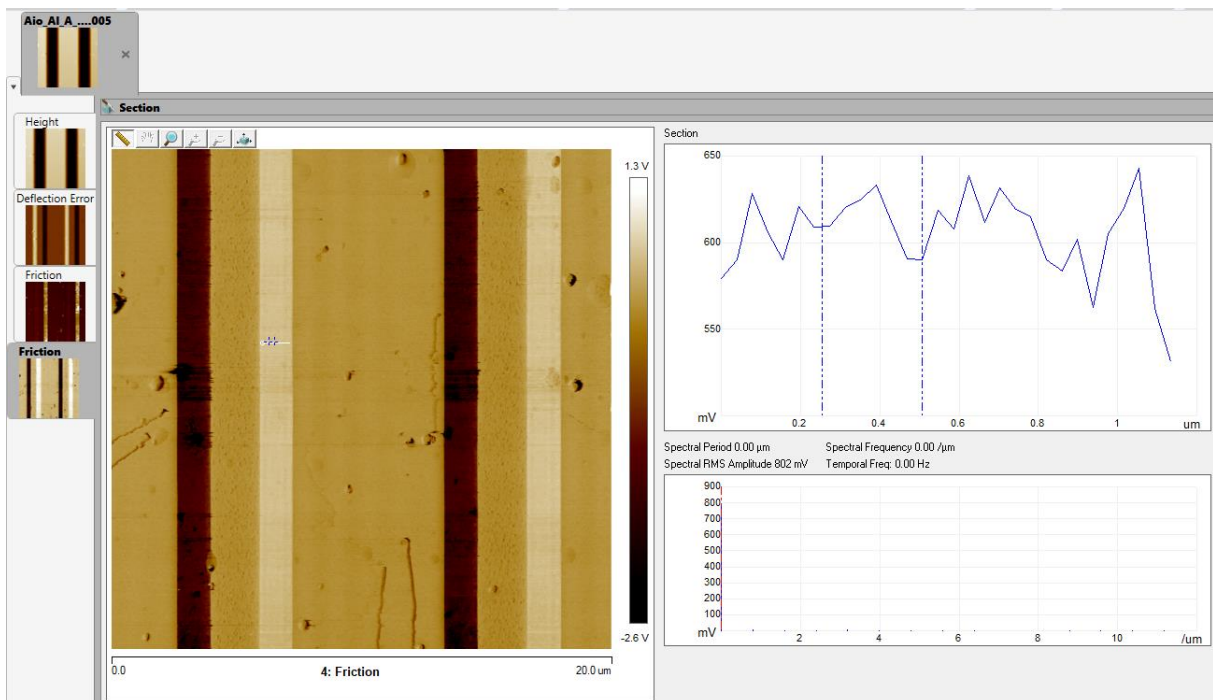 Aio_Al_A_....005
Section
Height
Deflection Error
Friction
Friction
1.3 V
-2.6 V
0.0
4: Friction
20.0 um
Section
650
600
550
mV
0.2
0.4
0.6
0.8
1
um
Spectral Period 0.00 µm
Spectral Frequency 0.00 /µm
Spectral RMS Amplitude 802 mV
Temporal Freq: 0.00 Hz
900
800
700
600
500
400
300
200
100
mV
2
4
6
8
10
/um